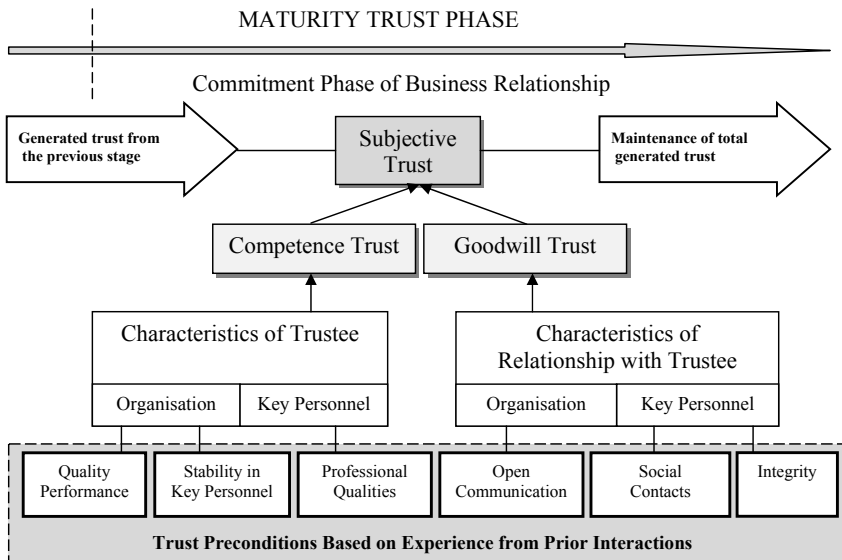 MATURITY TRUST PHASE
Commitment Phase of Business Relationship
Generated trust from
the previous stage
Subjective
Trust
Maintenance of total
generated trust
Competence Trust
Goodwill Trust
Characteristics of Trustee
Characteristics of
Relationship with Trustee
Organisation
Key Personnel
Organisation
Key Personnel
Quality
Performance
Stability in
Key Personnel
Professional
Qualities
Open
Communication
Social
Contacts
Integrity
Trust Preconditions Based on Experience from Prior Interactions